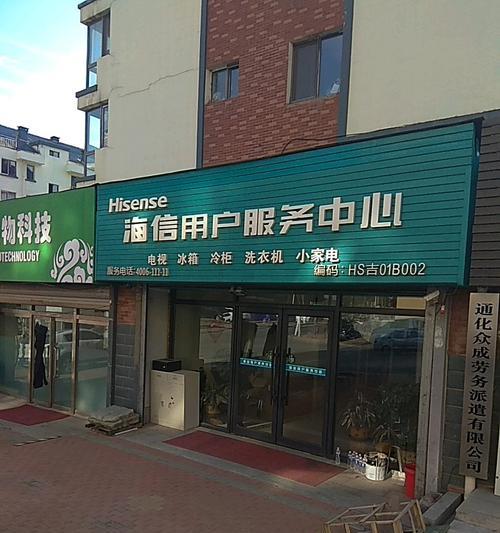 物科技
OTECHNOLOGY
Hisense
海信用户服务中心
电视 冰箱 冷柜 洗衣机 小家电
服务电话:4006-111-11
编码:HS吉01B002
通化众成劳务派遣有限公司